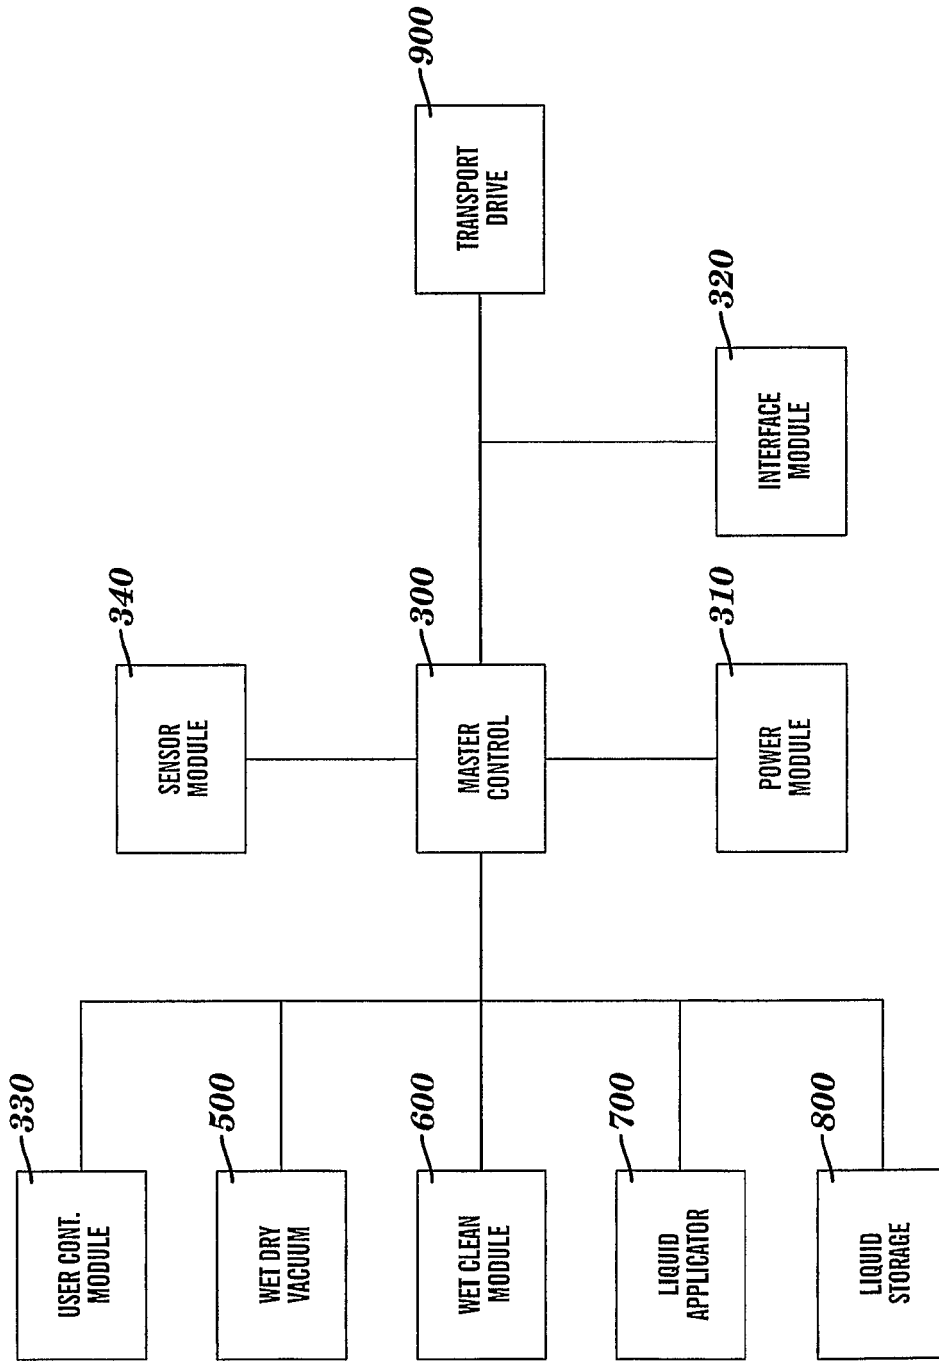 330
USER CONT.
MODULE
500
WET DRY
VACUUM
600
WET CLEAN
MODULE
700
LIQUID
APPLICATOR
800
LIQUID
STORAGE
340
SENSOR
MODULE
300
MASTER
CONTROL
310
POWER
MODULE
320
INTERFACE
MODULE
900
TRANSPORT
DRIVE